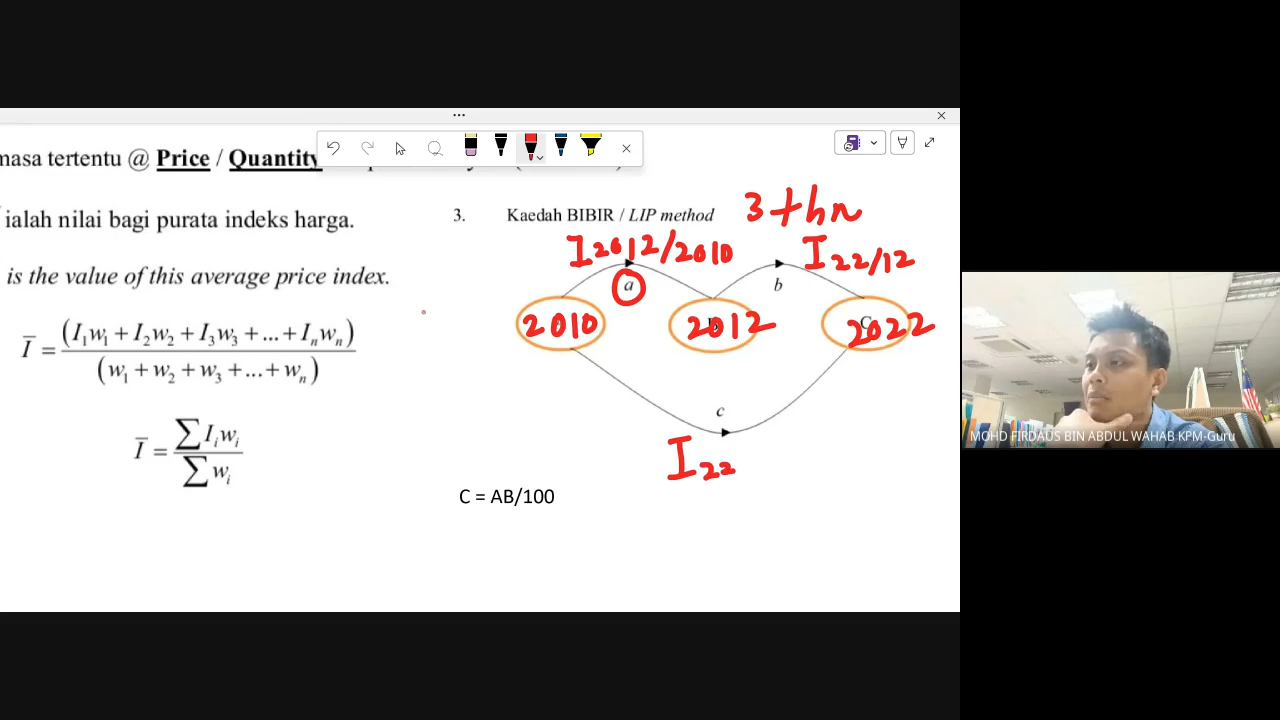 masa tertentu @ Price / Quantity
ialah nilai bagi purata indeks harga.
is the value of this average price index.
Ī = (I₁w₁ + I₂w₂ + I₃w₃ + ... + Iₙwₙ) / (w₁ + w₂ + w₃ + ... + wₙ)
Ī = ∑Iᵢwᵢ / ∑wᵢ
3. Kaedah BIBIR / LIP method
3 thn
I2012/2010
I22/12
a
b
2010
2012
2022
c
I22
C = AB/100
MOHD FIRDAUS BIN ABDUL WAHAB KPM-Guru